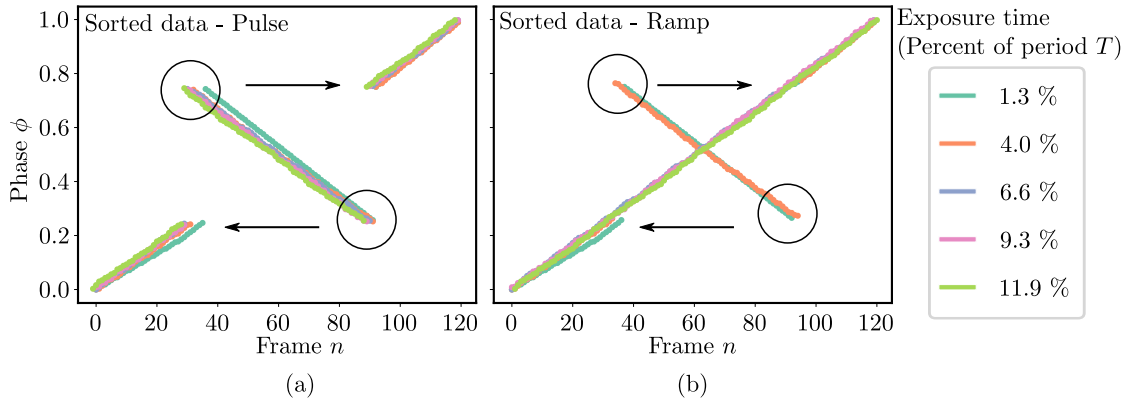 Sorted data - Pulse
1.0
0.8
0.6
0.4
0.2
0.0
Phase ϕ
0 20 40 60 80 100 120
Frame n
(a)
Sorted data - Ramp
0 20 40 60 80 100 120
Frame n
(b)
Exposure time
(Percent of period T)
1.3 %
4.0 %
6.6 %
9.3 %
11.9 %